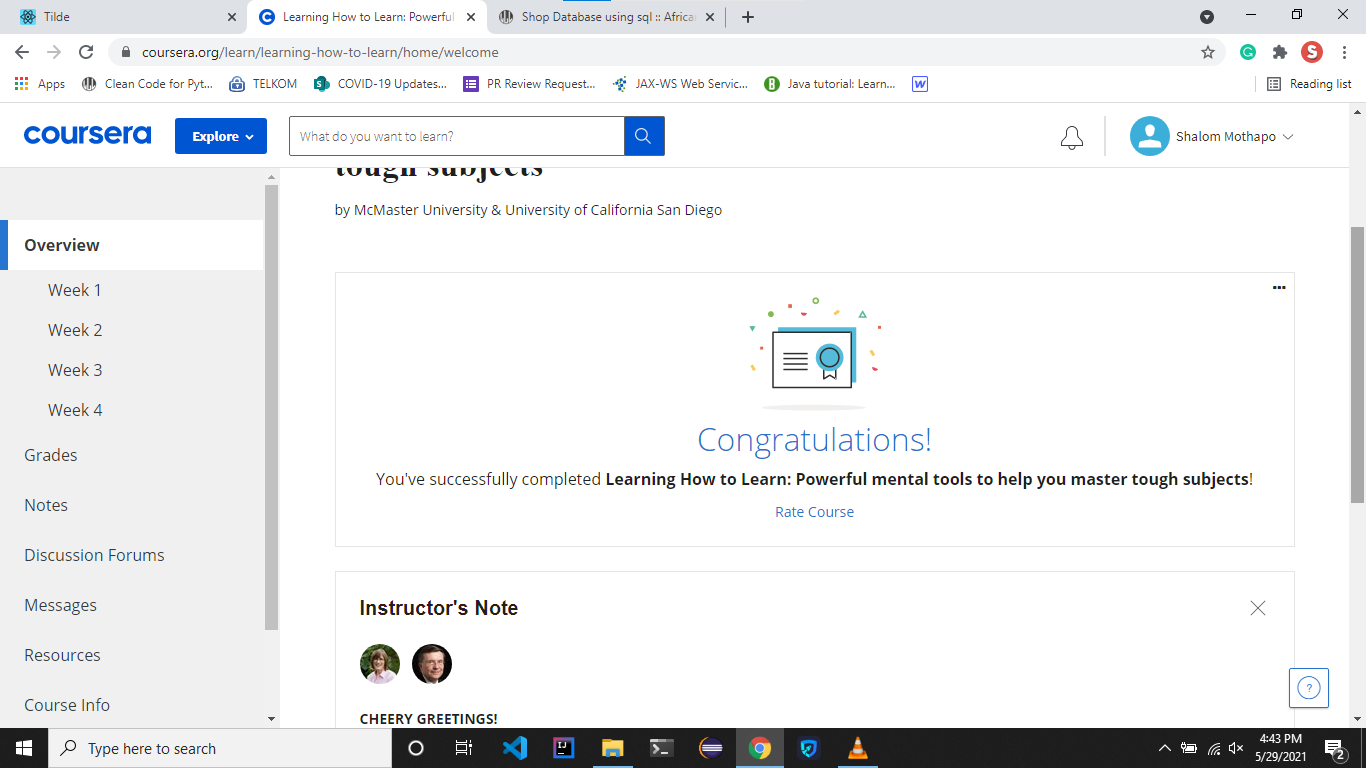 Tilde
Learning How to Learn: Powerful
Shop Database using sql :: Africa
coursera.org/learn/learning-how-to-learn/home/welcome
S
Apps
Clean Code for Pyt...
TELKOM
COVID-19 Updates...
PR Review Request...
JAX-WS Web Servic...
Java tutorial: Learn...
W
Reading list
coursera
Explore
What do you want to learn?
Shalom Mothapo
tough subjects
by McMaster University & University of California San Diego
Overview
Week 1
Week 2
Week 3
Week 4
Grades
Notes
Discussion Forums
Messages
Resources
Course Info
Congratulations!
You've successfully completed Learning How to Learn: Powerful mental tools to help you master tough subjects!
Rate Course
Instructor's Note
CHEERY GREETINGS!
?
Type here to search
4:43 PM
5/29/2021
2